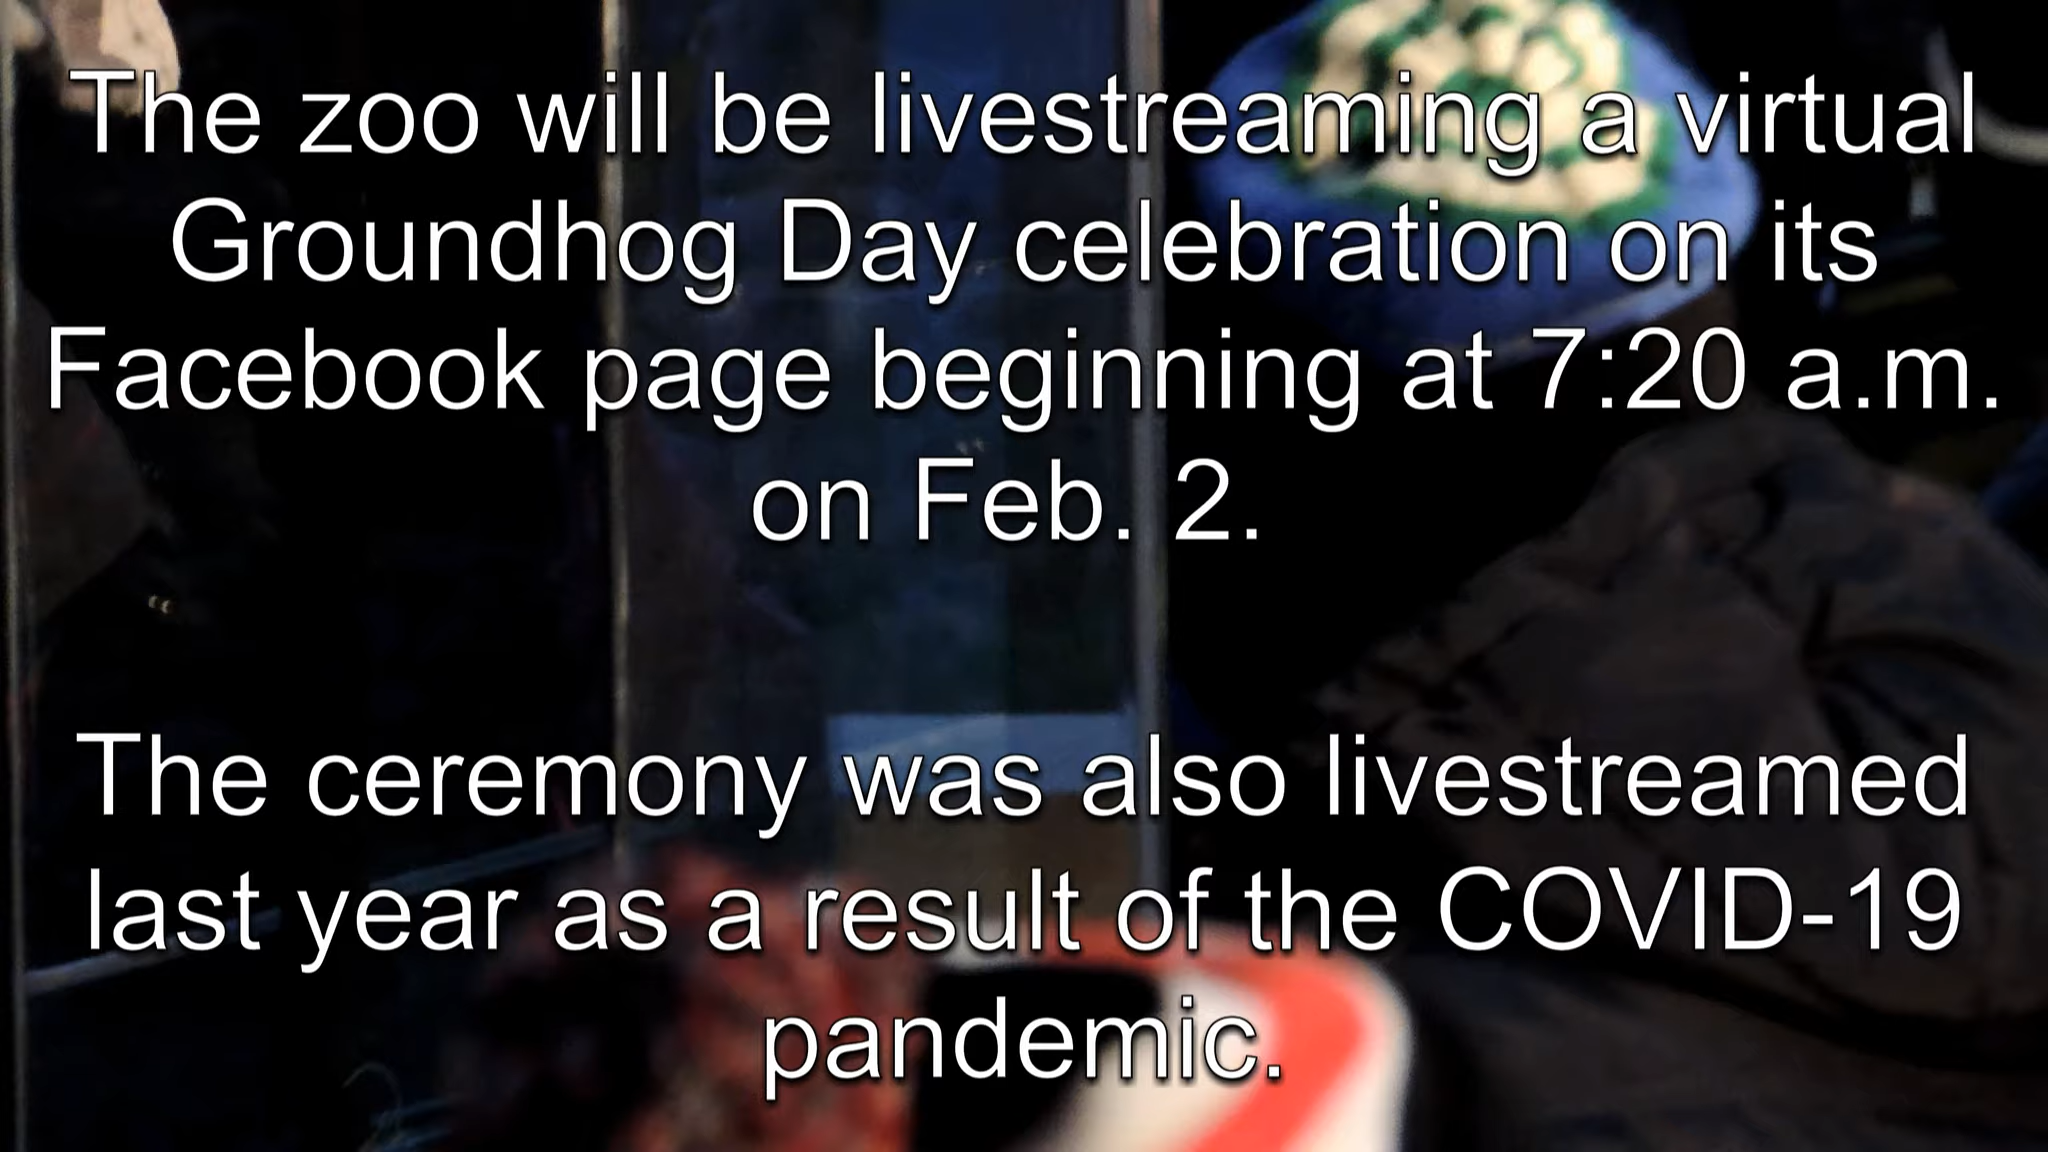 The zoo will be livestreaming a virtual
Groundhog Day celebration on its
Facebook page beginning at 7:20 a.m.
on Feb. 2.
The ceremony was also livestreamed
last year as a result of the COVID-19
pandemic.